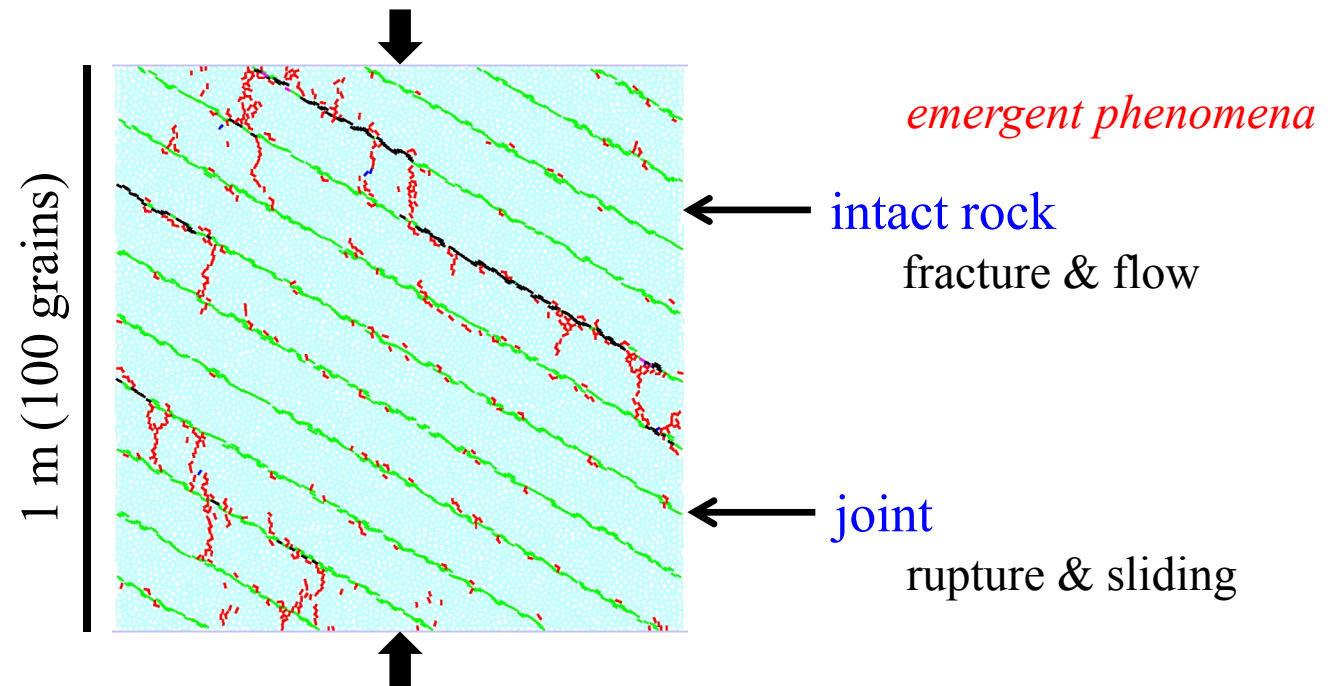 1 m (100 grains)
emergent phenomena
intact rock
fracture & flow
joint
rupture & sliding